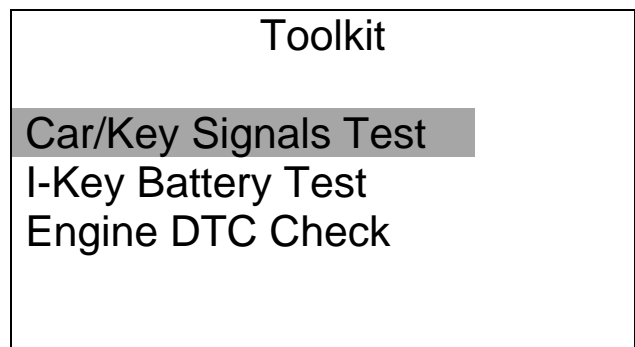 Toolkit
Car/Key Signals Test
I-Key Battery Test
Engine DTC Check